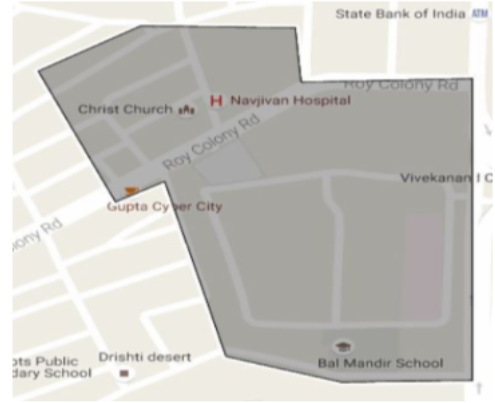 State Bank of India ATM
Roy Colony Rd
Christ Church
H Navjivan Hospital
Roy Colony Rd
Vivekanan
Gupta Cyber City
ony Rd
ots Public
dary School
Drishti desert
Bal Mandir School